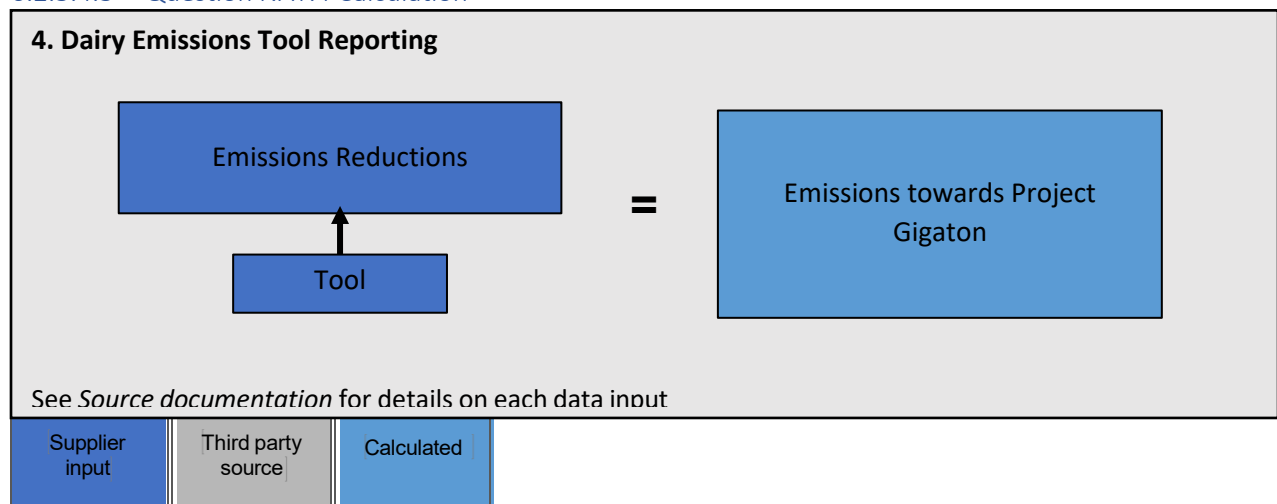 4. Dairy Emissions Tool Reporting
Emissions Reductions
=
Emissions towards Project
Gigaton
Tool
See Source documentation for details on each data input
Supplier
input
Third party
source
Calculated